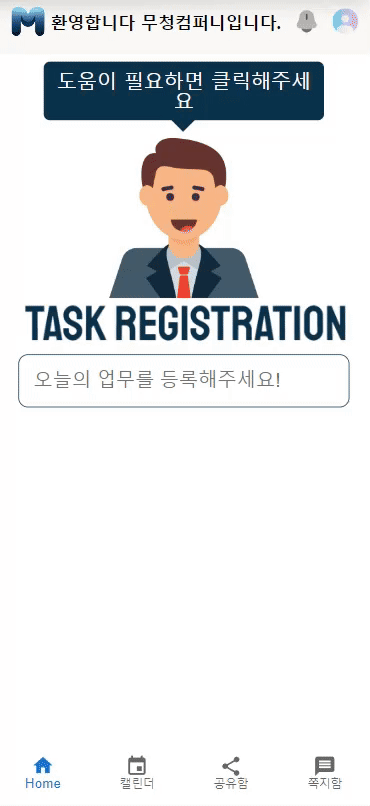 환영합니다 무청컴퍼니입니다.
도움이 필요하면 클릭해주세
요
TASK REGISTRATION
오늘의 업무를 등록해주세요!
Home 캘린더 공유함 쪽지함